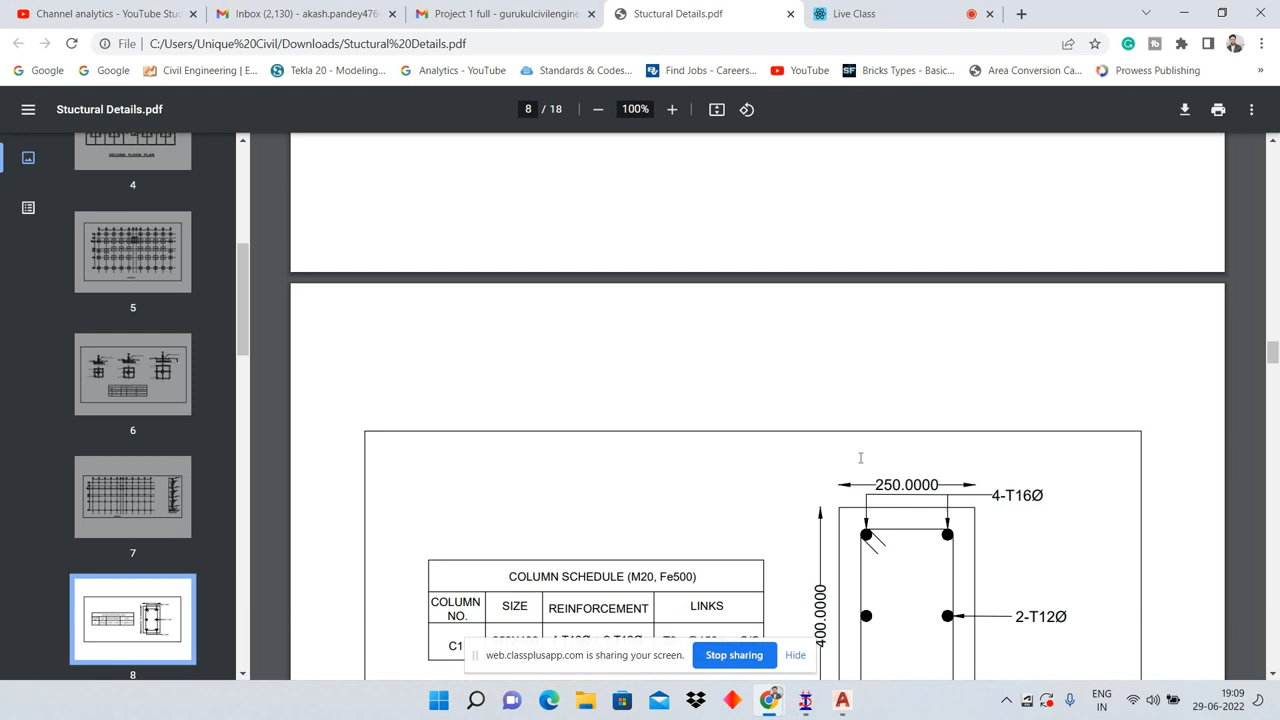 Channel analytics - YouTube Stu
Inbox (2,130) - akash.pandey476
Project 1 full - gurukulcivilengine
Stuctural Details.pdf
Live Class
File
C:/Users/Unique%20Civil/Downloads/Stuctural%20Details.pdf
Google
Google
Civil Engineering | E...
Tekla 20 - Modeling...
Analytics - YouTube
Standards & Codes...
Find Jobs - Careers...
YouTube
Bricks Types - Basic...
Area Conversion Ca...
Prowess Publishing
»
Stuctural Details.pdf
8 / 18
100%
SECOND FLOOR PLAN
4
5
6
7
8
250.0000
4-T16Ø
400.0000
2-T12Ø
COLUMN SCHEDULE (M20, Fe500)
COLUMN NO.
SIZE
REINFORCEMENT
LINKS
C1
web.classplusapp.com is sharing your screen.
Stop sharing
Hide
ENG
IN
19:09
29-06-2022